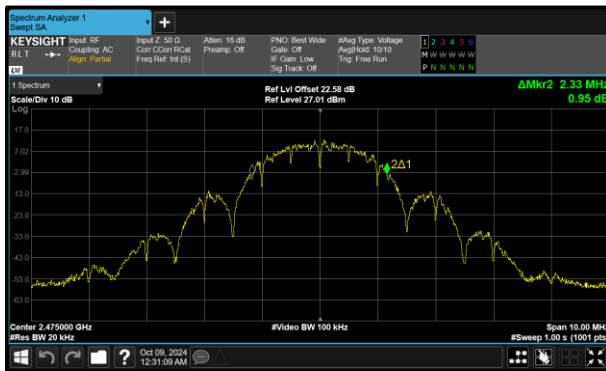 Spectrum Analyzer 1
Swept SA
KEYSIGHT
RLT
LXI
Input: RF
Coupling: AC
Align: Partial
Input Z: 50 Ω
Corr CCorr RCal
Freq Ref: Int (S)
Atten: 16 dB
Preamp: Off
PNO: Best Wide
Gate: Off
IF Gain: Low
Sig Track: Off
#Avg Type: Voltage
Avg|Hold: 10/10
Trig: Free Run
1 2 3 4 5 6
M W W W W W
P N N N N N
1 Spectrum
Scale/Div 10 dB
Ref Lvl Offset 22.58 dB
Ref Level 27.01 dBm
ΔMkr2 2.33 MHz
0.95 dB
Log
17.0
7.02
-2.98
-13.0
-23.0
-33.0
-43.0
-53.0
-63.0
2Δ1
Center 2.475000 GHz
#Res BW 20 kHz
#Video BW 100 kHz
Span 10.00 MHz
#Sweep 1.00 s (1001 pts)
?
Oct 09, 2024
12:31:09 AM